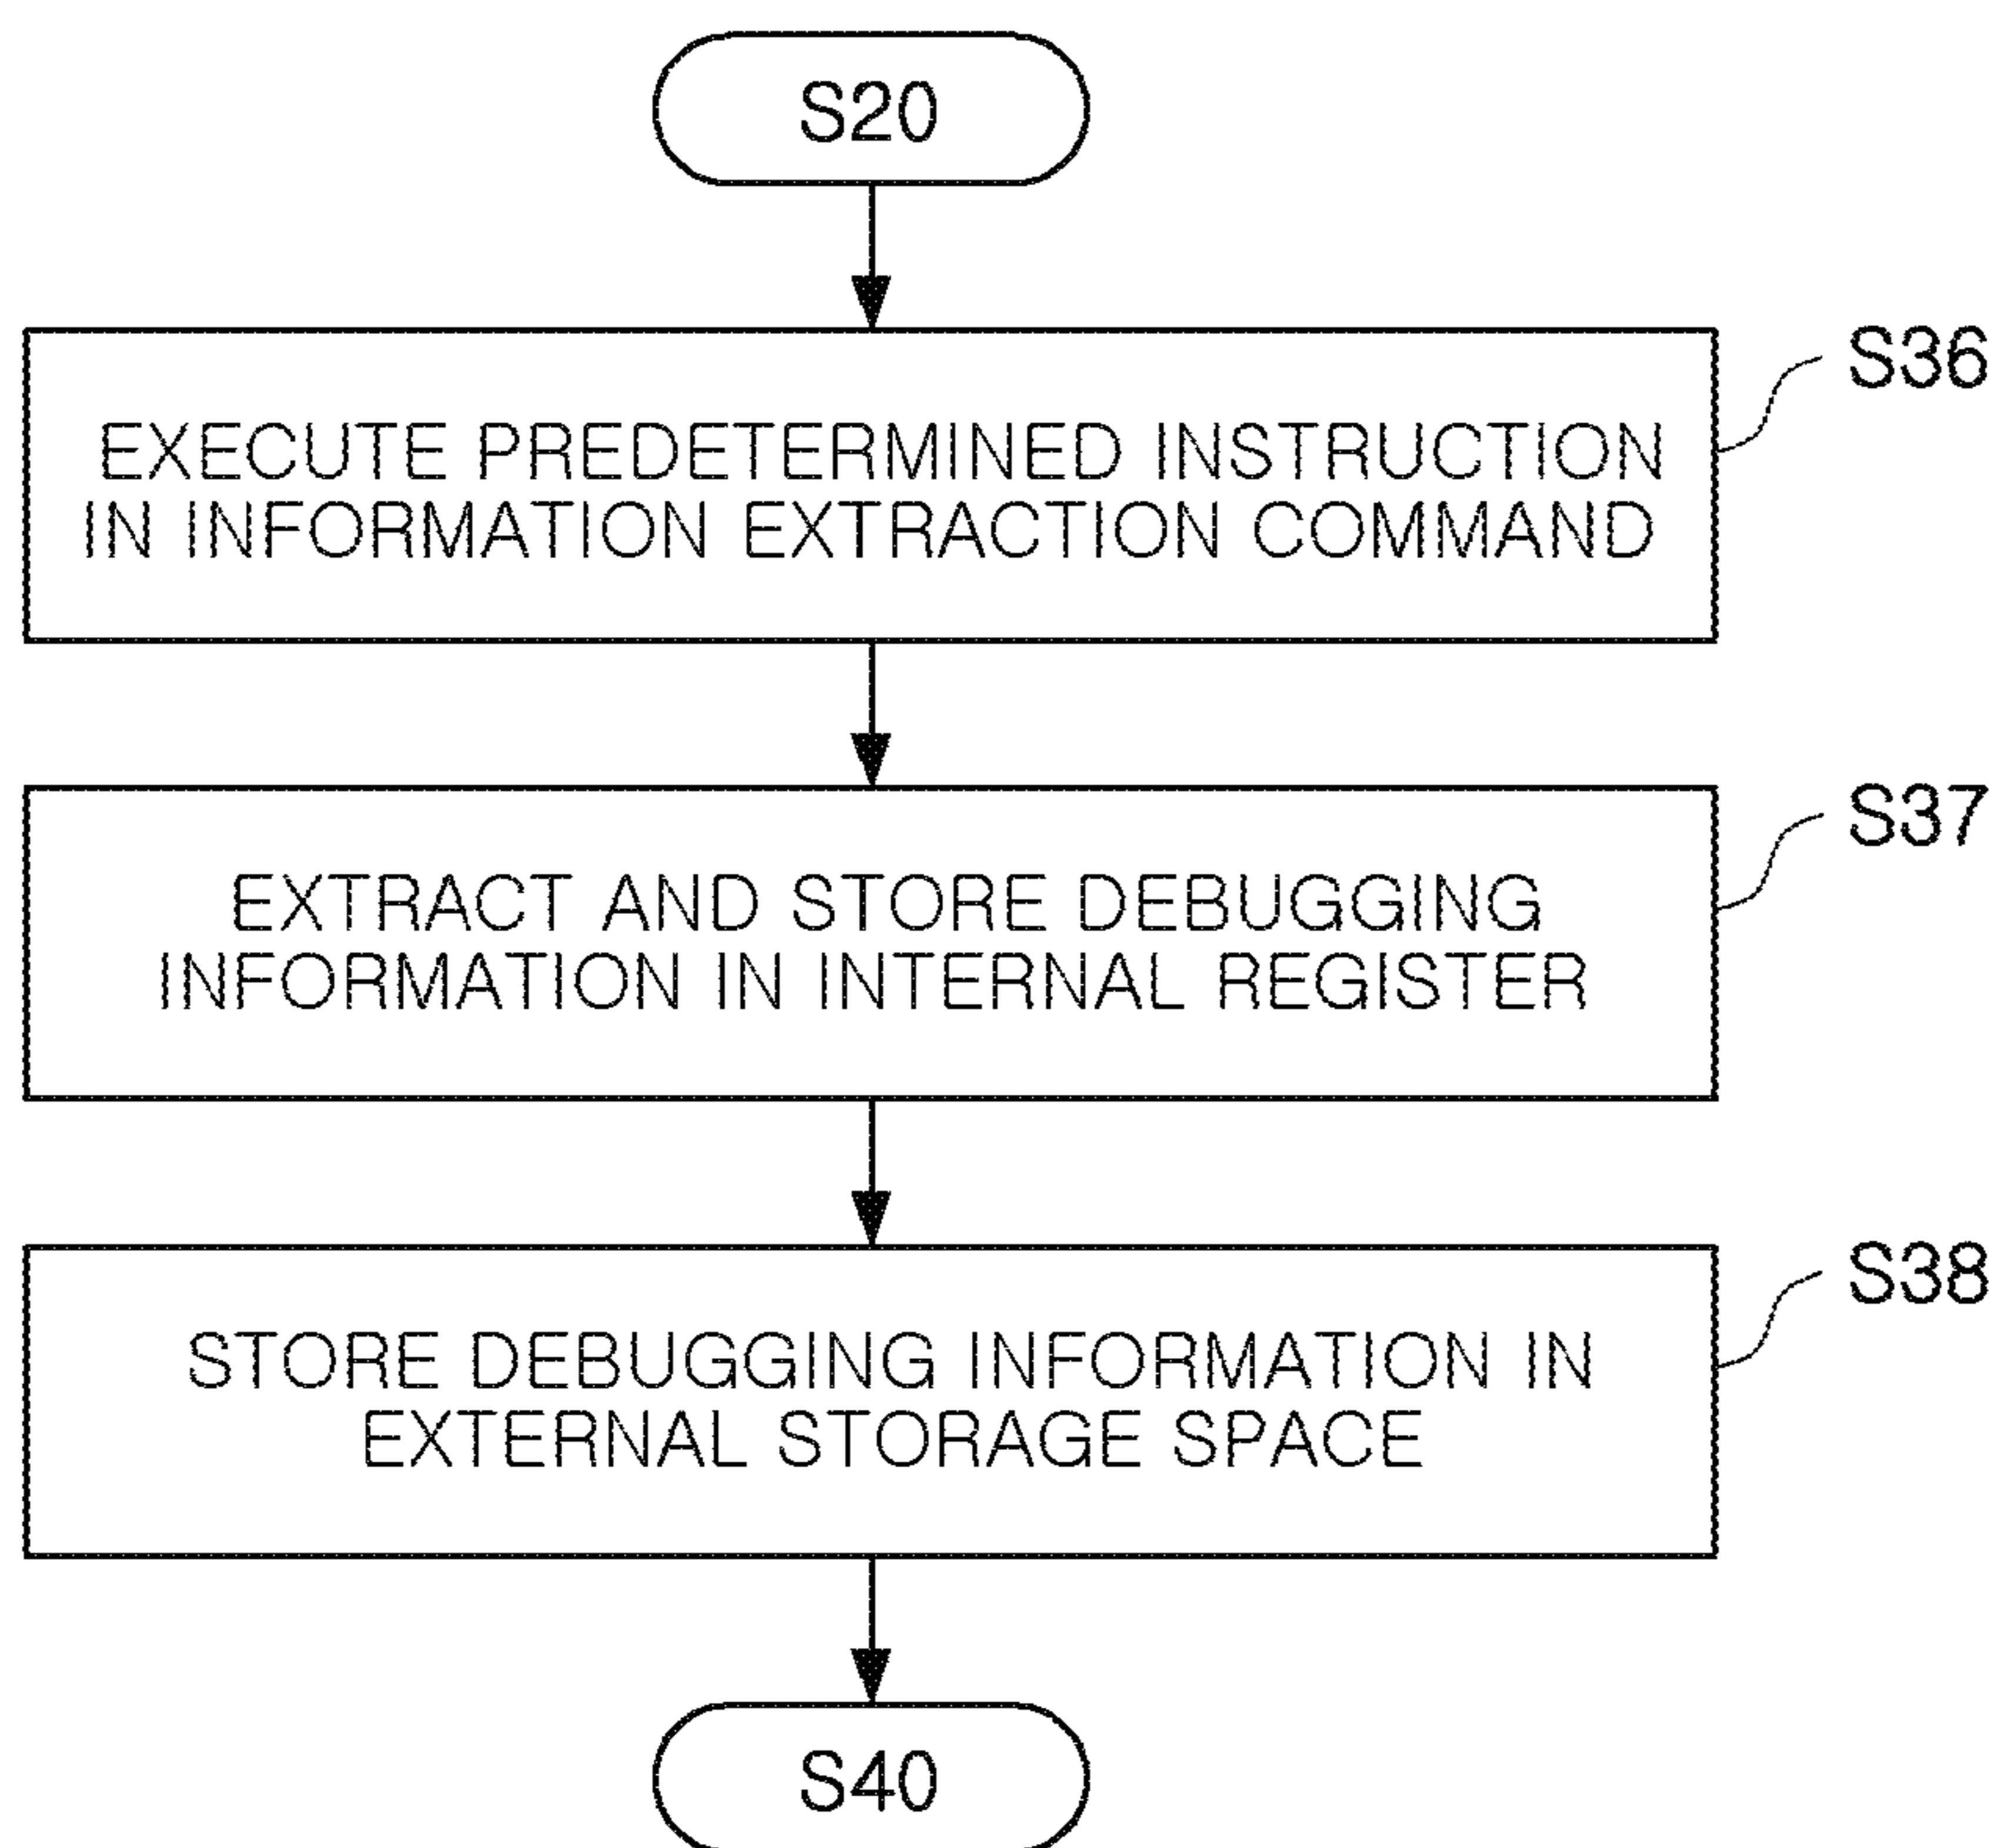 S20
S36
EXECUTE PREDETERMINED INSTRUCTION
IN INFORMATION EXTRACTION COMMAND
S37
EXTRACT AND STORE DEBUGGING
INFORMATION IN INTERNAL REGISTER
S38
STORE DEBUGGING INFORMATION IN
EXTERNAL STORAGE SPACE
S40